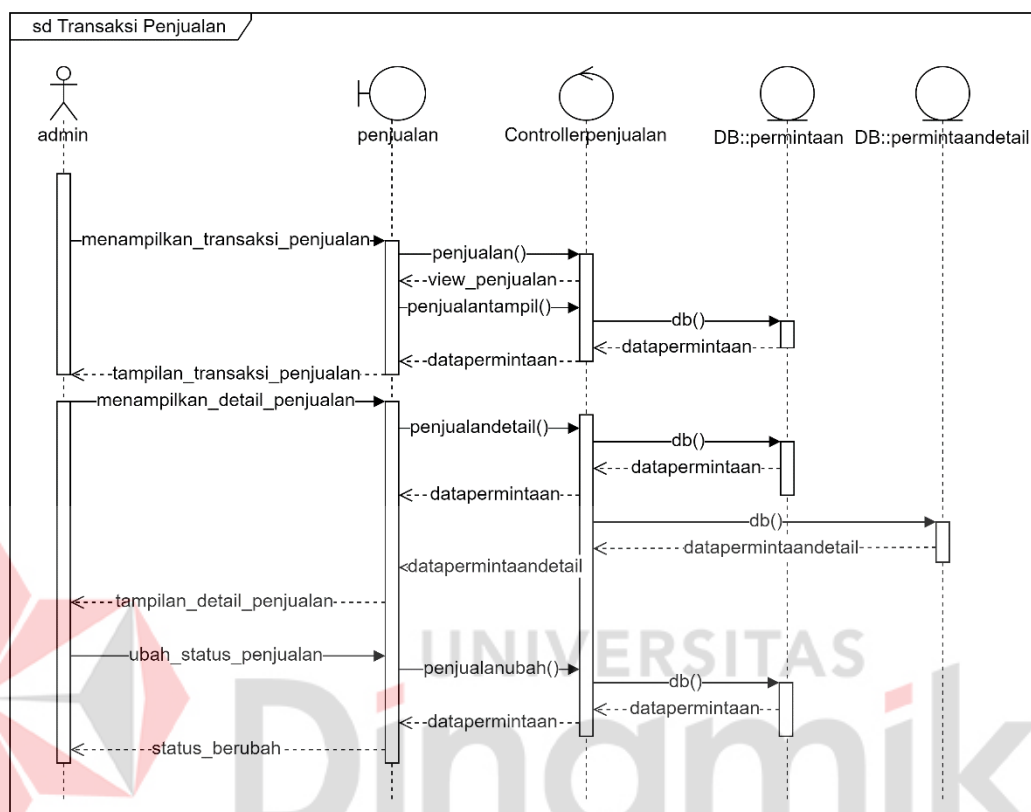 sd Transaksi Penjualan
admin
penjualan
Controllerpenjualan
DB::permintaan
DB::permintaandetail
menampilkan_transaksi_penjualan
penjualan()
view_penjualan
penjualantampil()
db()
datapermintaan
datapermintaan
tampilan_transaksi_penjualan
menampilkan_detail_penjualan
penjualandetail()
db()
datapermintaan
datapermintaan
db()
datapermintaandetail
datapermintaandetail
tampilan_detail_penjualan
ubah_status_penjualan
penjualanubah()
db()
datapermintaan
datapermintaan
status_berubah
UNIVERSITAS
Dinamik